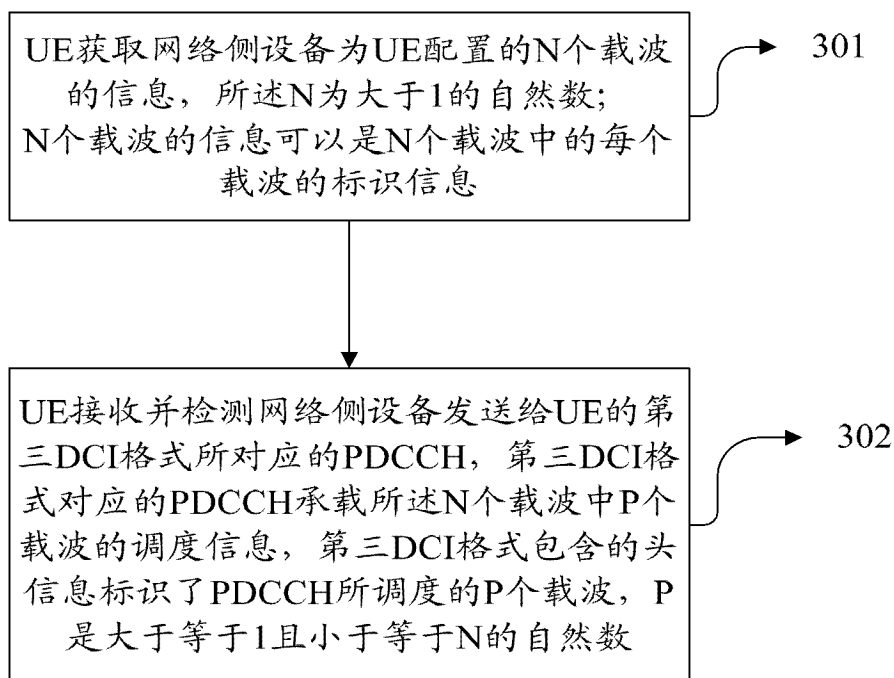 UE获取网络侧设备为UE配置的N个载波
的信息，所述N为大于1的自然数；
N个载波的信息可以是N个载波中的每个
载波的标识信息
301
UE接收并检测网络侧设备发送给UE的第
三DCI格式所对应的PDCCH，第三DCI格
式对应的PDCCH承载所述N个载波中P个
载波的调度信息，第三DCI格式包含的头
信息标识了PDCCH所调度的P个载波，P
是大于等于1且小于等于N的自然数
302